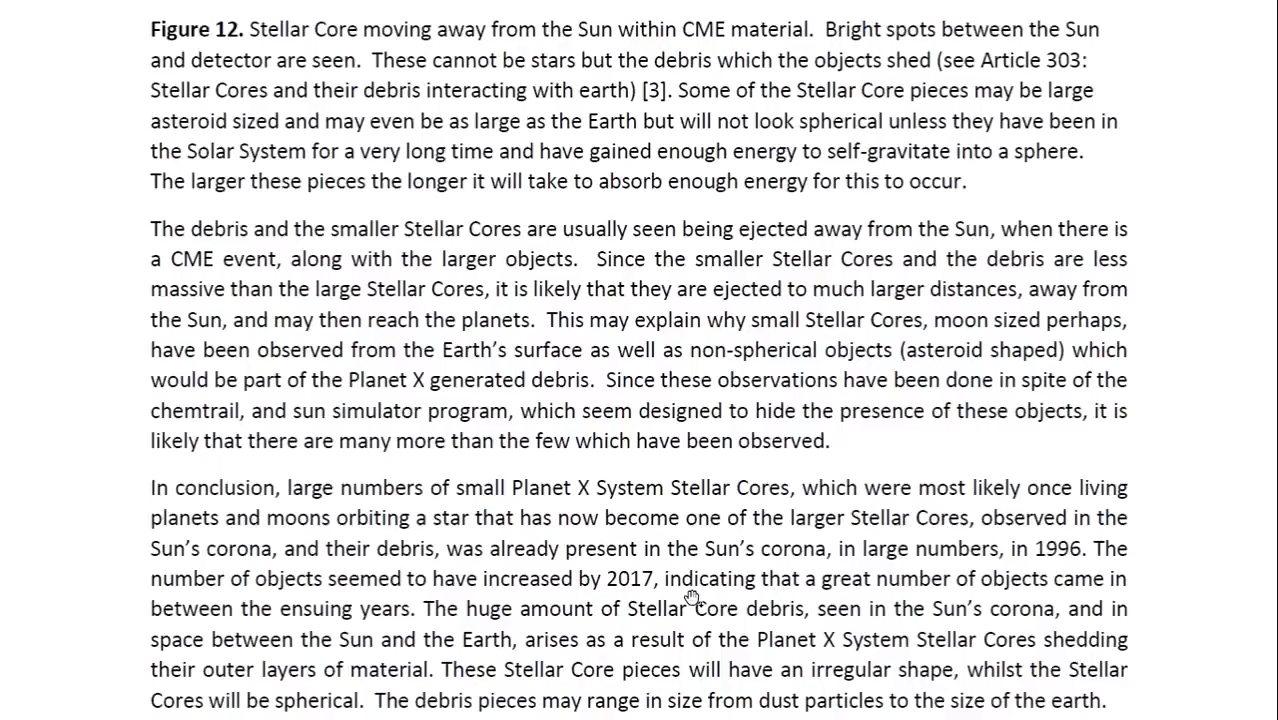 Figure 12. Stellar Core moving away from the Sun within CME material.  Bright spots between the Sun
and detector are seen.  These cannot be stars but the debris which the objects shed (see Article 303:
Stellar Cores and their debris interacting with earth) [3]. Some of the Stellar Core pieces may be large
asteroid sized and may even be as large as the Earth but will not look spherical unless they have been in
the Solar System for a very long time and have gained enough energy to self-gravitate into a sphere.
The larger these pieces the longer it will take to absorb enough energy for this to occur.
The debris and the smaller Stellar Cores are usually seen being ejected away from the Sun, when there is
a CME event, along with the larger objects.  Since the smaller Stellar Cores and the debris are less
massive than the large Stellar Cores, it is likely that they are ejected to much larger distances, away from
the Sun, and may then reach the planets.  This may explain why small Stellar Cores, moon sized perhaps,
have been observed from the Earth’s surface as well as non-spherical objects (asteroid shaped) which
would be part of the Planet X generated debris.  Since these observations have been done in spite of the
chemtrail, and sun simulator program, which seem designed to hide the presence of these objects, it is
likely that there are many more than the few which have been observed.
In conclusion, large numbers of small Planet X System Stellar Cores, which were most likely once living
planets and moons orbiting a star that has now become one of the larger Stellar Cores, observed in the
Sun’s corona, and their debris, was already present in the Sun’s corona, in large numbers, in 1996. The
number of objects seemed to have increased by 2017, indicating that a great number of objects came in
between the ensuing years. The huge amount of Stellar Core debris, seen in the Sun’s corona, and in
space between the Sun and the Earth, arises as a result of the Planet X System Stellar Cores shedding
their outer layers of material. These Stellar Core pieces will have an irregular shape, whilst the Stellar
Cores will be spherical.  The debris pieces may range in size from dust particles to the size of the earth.